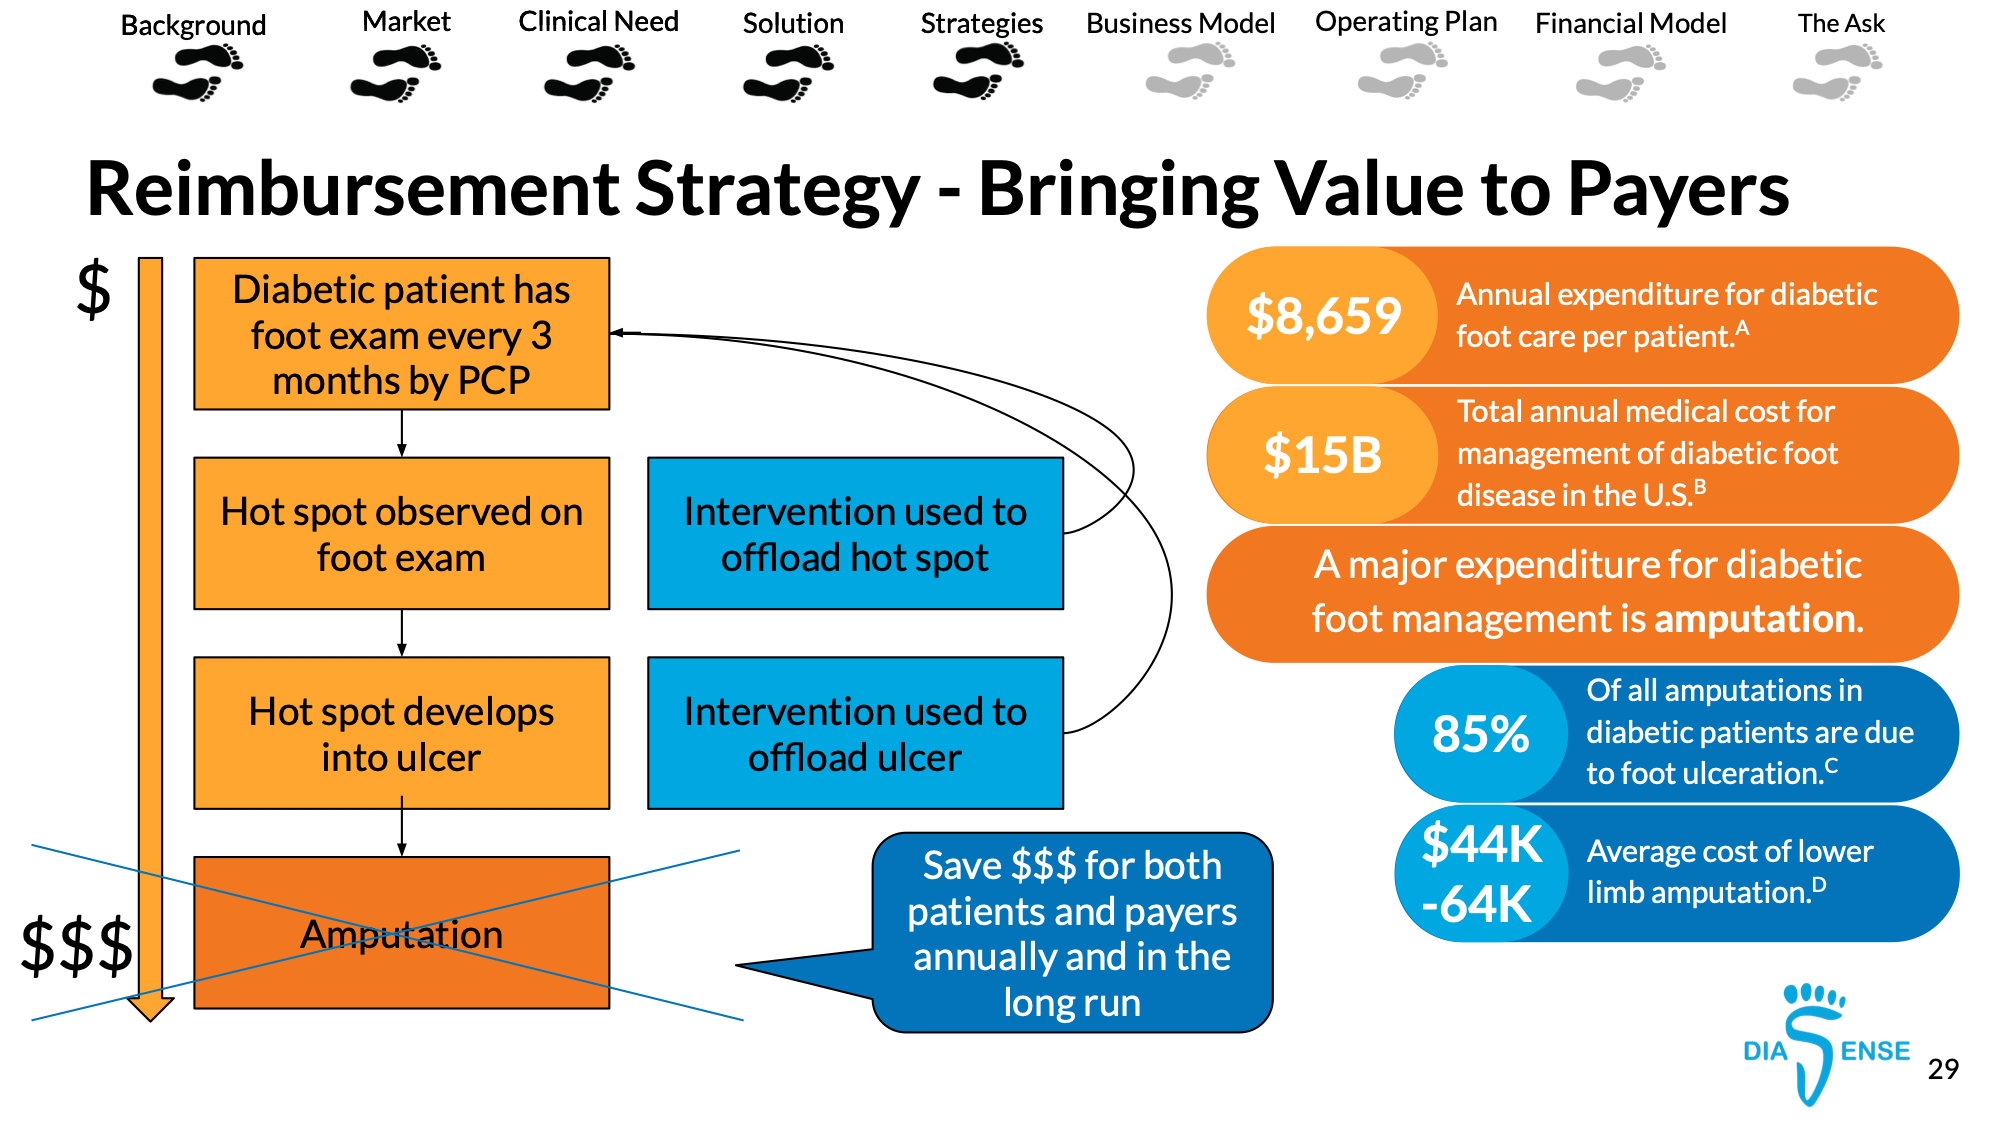 Background
Market
Clinical Need
Solution
Strategies
Business Model
Operating Plan
Financial Model
The Ask
Reimbursement Strategy - Bringing Value to Payers
$
Diabetic patient has
foot exam every 3
months by PCP
Hot spot observed on
foot exam
Intervention used to
offload hot spot
Hot spot develops
into ulcer
Intervention used to
offload ulcer
$$$
Amputation
Save $$$ for both
patients and payers
annually and in the
long run
$8,659
Annual expenditure for diabetic
foot care per patient.A
$15B
Total annual medical cost for
management of diabetic foot
disease in the U.S.B
A major expenditure for diabetic
foot management is amputation.
85%
Of all amputations in
diabetic patients are due
to foot ulceration.C
$44K
-64K
Average cost of lower
limb amputation.D
DIA ENSE
29